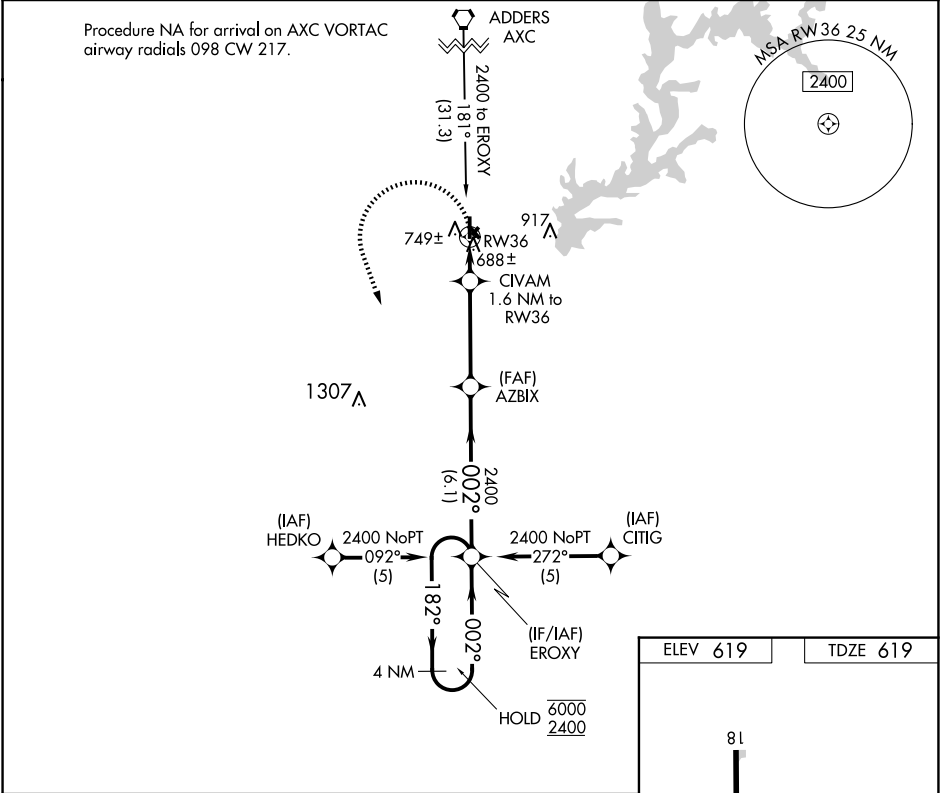 Procedure NA for arrival on AXC VORTAC
airway radials 098 CW 217.
ADDERS
AXC
2400 to EROXY
181°
(31.3)
MSA RW36 25 NM
2400
749±
917
RW36
688±
CIVAM
1.6 NM to
RW36
1307
(FAF)
AZBIX
2400
002°
(6.1)
(IAF)
HEDKO
2400 NoPT
092°
(5)
2400 NoPT
272°
(5)
(IAF)
CITIG
182°
002°
(IF/IAF)
EROXY
4 NM
HOLD
6000
2400
ELEV 619
TDZE 619
18